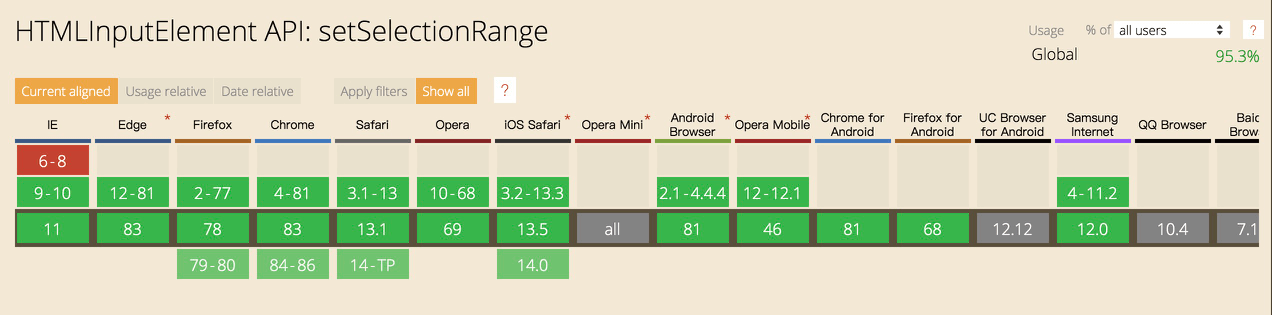 HTMLInputElement API: setSelectionRange
Usage % of all users ?
Global 95.3%
Current aligned Usage relative Date relative Apply filters Show all ?
IE Edge * Firefox Chrome Safari Opera iOS Safari * Opera Mini * Android Browser * Opera Mobile * Chrome for Android Firefox for Android UC Browser for Android Samsung Internet QQ Browser
6-8
9-10 12-81 2-77 4-81 3.1-13 10-68 3.2-13.3 2.1-4.4.4 12-12.1 4-11.2
11 83 78 83 13.1 69 13.5 all 81 46 81 68 12.12 12.0 10.4 7.1
79-80 84-86 14-TP 14.0